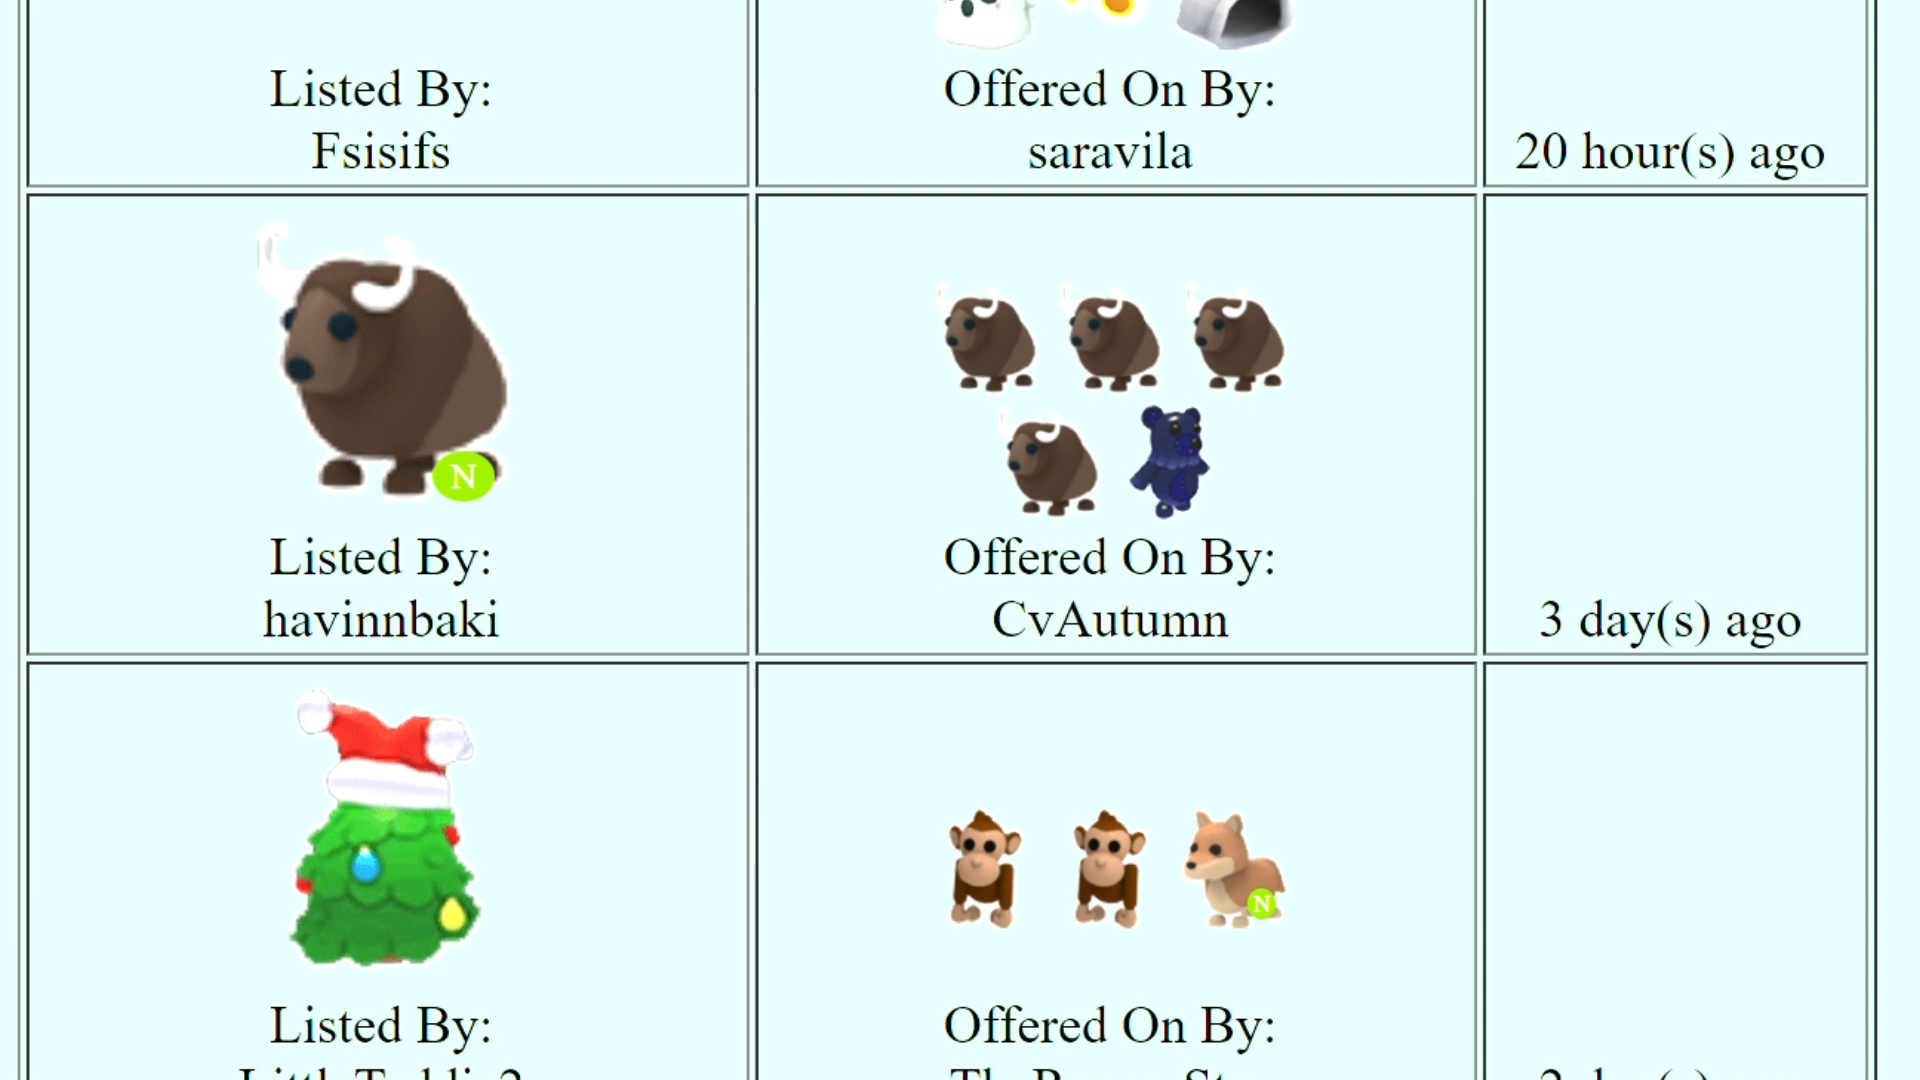 Listed By:
Fsisifs
Offered On By:
saravila
20 hour(s) ago
N
Listed By:
havinnbaki
Offered On By:
CvAutumn
3 day(s) ago
N
Listed By:
Offered On By: